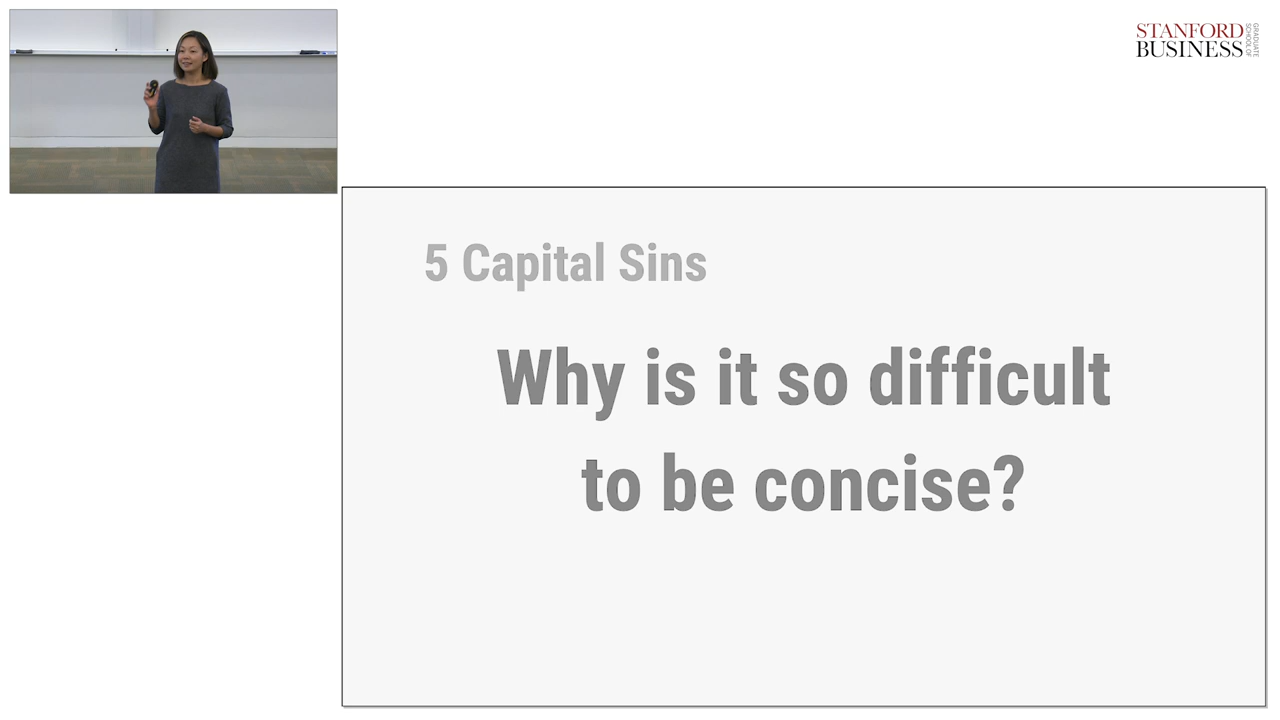 STANFORD
BUSINESS
GRADUATE
SCHOOL OF
5 Capital Sins
Why is it so difficult
to be concise?